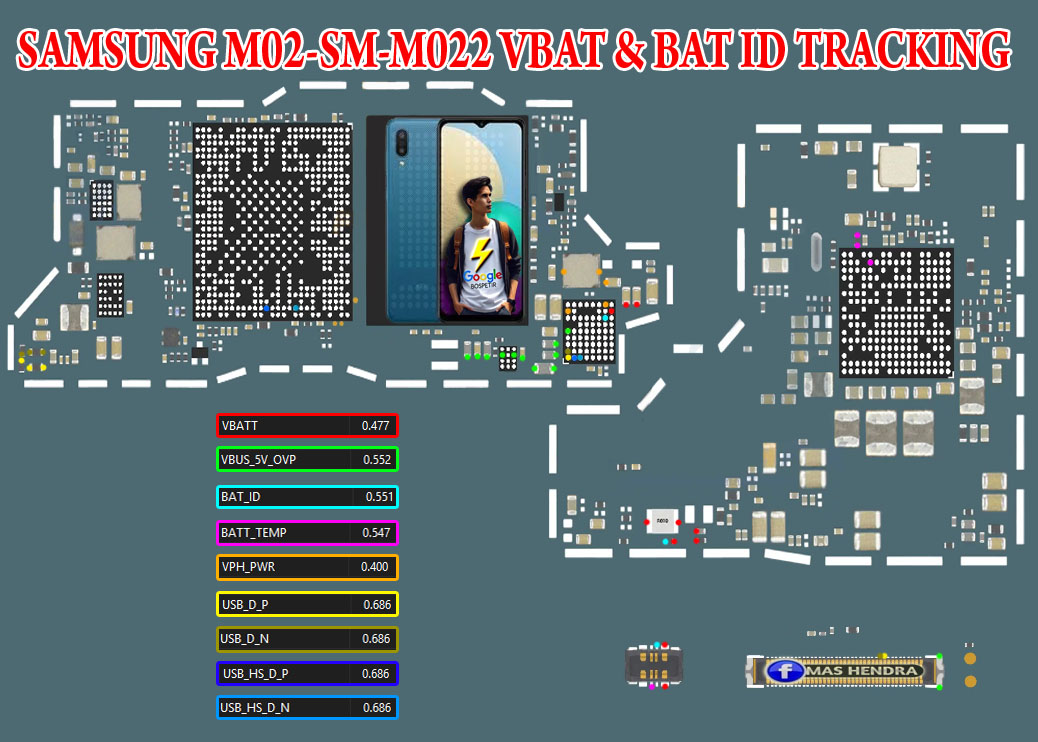 SAMSUNG M02-SM-M022 VBAT & BAT ID TRACKING
Google
BOSPETIR
VBATT 0.477
VBUS_5V_OVP 0.552
BAT_ID 0.551
BATT_TEMP 0.547
VPH_PWR 0.400
USB_D_P 0.686
USB_D_N 0.686
USB_HS_D_P 0.686
USB_HS_D_N 0.686
R010
f MAS HENDRA